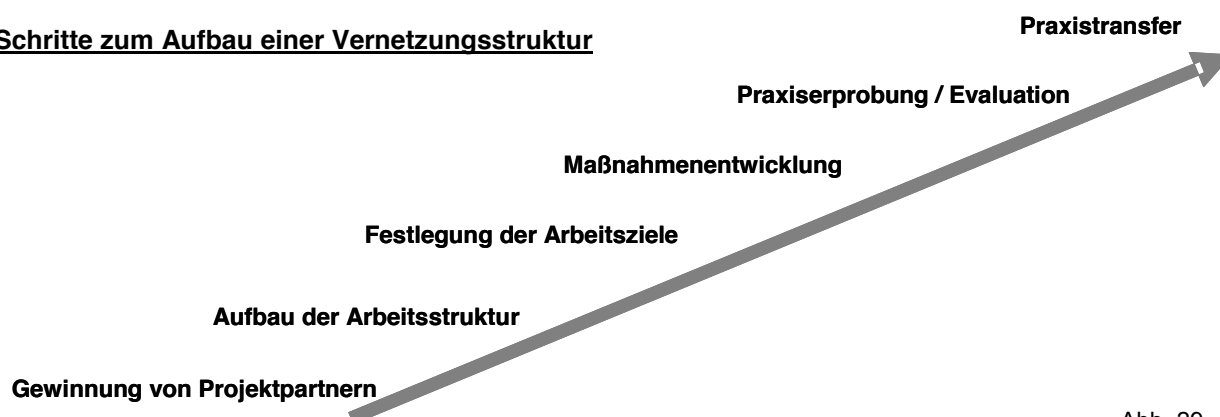 Schritte zum Aufbau einer Vernetzungsstruktur
Praxistransfer
Praxiserprobung / Evaluation
Maßnahmenentwicklung
Festlegung der Arbeitsziele
Aufbau der Arbeitsstruktur
Gewinnung von Projektpartnern
Abb.